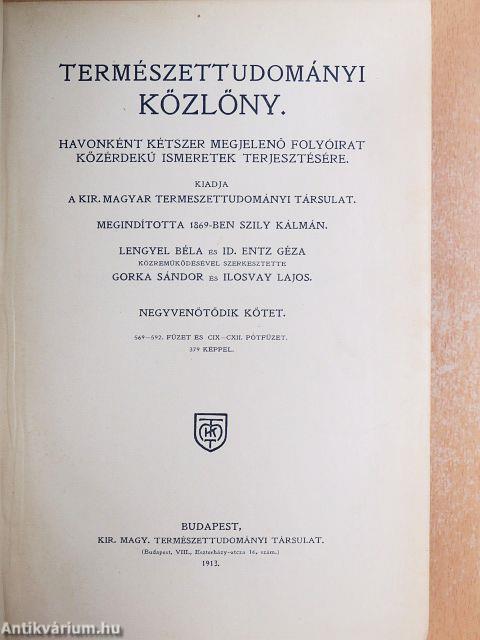 TERMÉSZETTUDOMÁNYI
KÖZLÖNY.
HAVONKÉNT KÉTSZER MEGJELENŐ FOLYÓIRAT
KÖZÉRDEKŰ ISMERETEK TERJESZTÉSÉRE.
KIADJA
A KIR. MAGYAR TERMESZETTUDOMÁNYI TÁRSULAT.
MEGINDÍTOTTA 1869-BEN SZILY KÁLMÁN.
LENGYEL BÉLA ÉS ID. ENTZ GÉZA
KÖZREMŰKÖDÉSÉVEL SZERKESZTETTE
GORKA SÁNDOR ÉS ILOSVAY LAJOS.
NEGYVENÖTÖDIK KÖTET.
569—592. FÜZET ÉS CIX—CXII. PÓTFÜZET.
379 KÉPPEL.
BUDAPEST,
KIR. MAGY. TERMÉSZETTUDOMÁNYI TÁRSULAT.
(Budapest, VIII., Eszterházy-utcza 16. szám.)
1913.
Antikvárium.hu